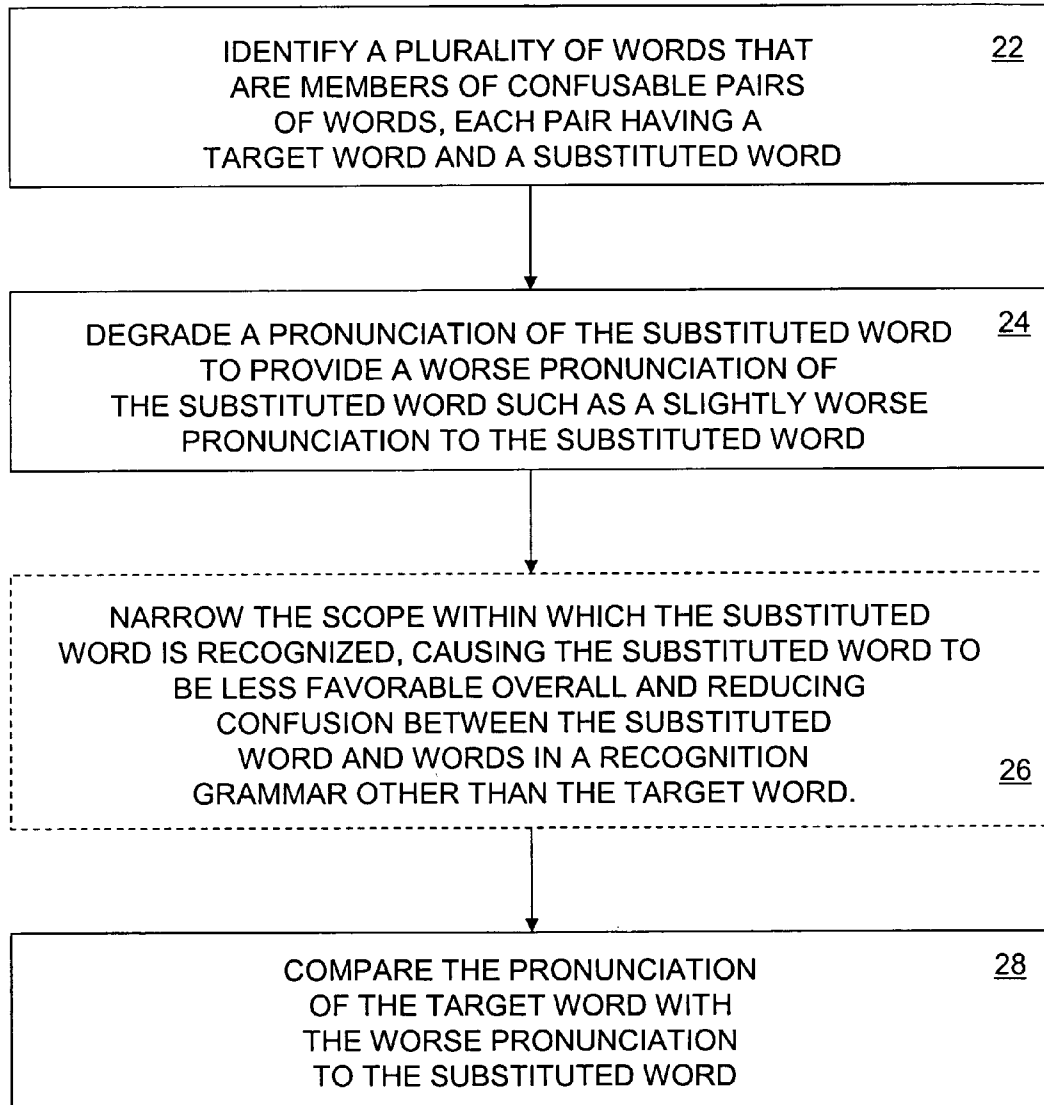 IDENTIFY A PLURALITY OF WORDS THAT 22
ARE MEMBERS OF CONFUSABLE PAIRS
OF WORDS, EACH PAIR HAVING A
TARGET WORD AND A SUBSTITUTED WORD
DEGRADE A PRONUNCIATION OF THE SUBSTITUTED WORD 24
TO PROVIDE A WORSE PRONUNCIATION OF
THE SUBSTITUTED WORD SUCH AS A SLIGHTLY WORSE
PRONUNCIATION TO THE SUBSTITUTED WORD
NARROW THE SCOPE WITHIN WHICH THE SUBSTITUTED
WORD IS RECOGNIZED, CAUSING THE SUBSTITUTED WORD TO
BE LESS FAVORABLE OVERALL AND REDUCING
CONFUSION BETWEEN THE SUBSTITUTED
WORD AND WORDS IN A RECOGNITION
GRAMMAR OTHER THAN THE TARGET WORD. 26
COMPARE THE PRONUNCIATION 28
OF THE TARGET WORD WITH
THE WORSE PRONUNCIATION
TO THE SUBSTITUTED WORD